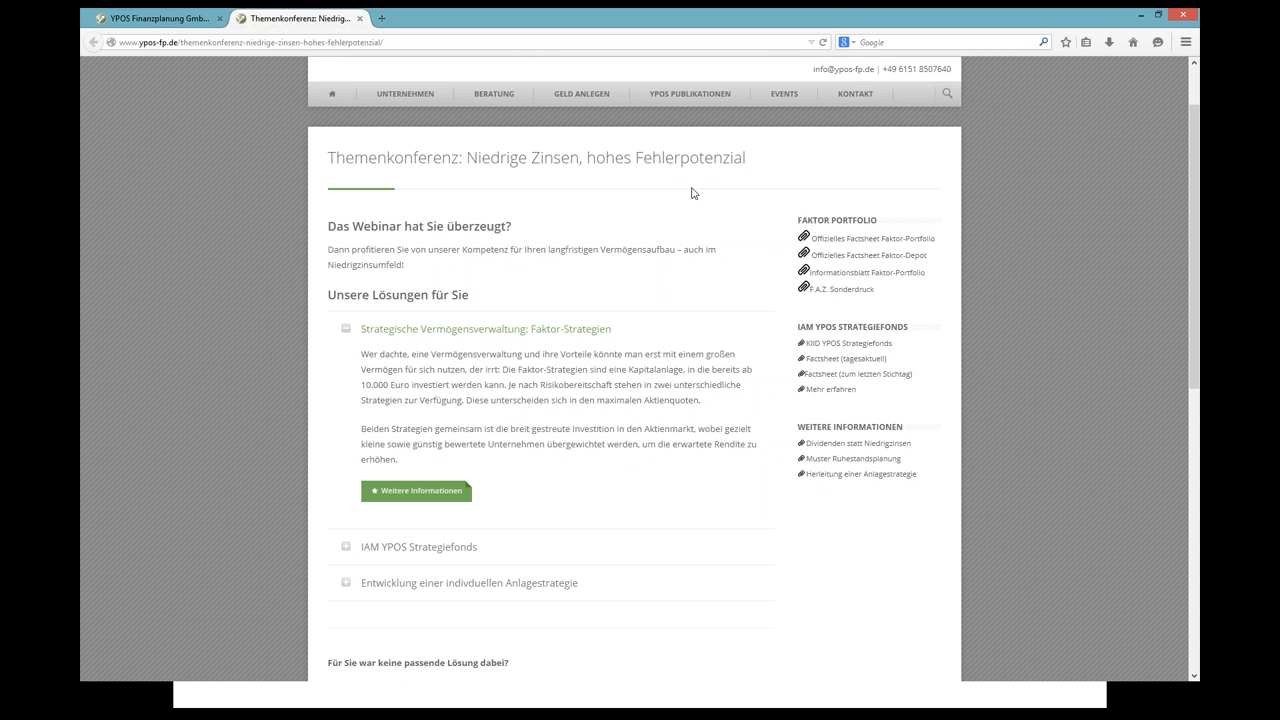 YPOS Finanzplanung Gmb...
Themenkonferenz: Niedrig...
www.ypos-fp.de/themenkonferenz-niedrige-zinsen-hohes-fehlerpotenzial/
Google
info@ypos-fp.de | +49 6151 8507640
UNTERNEHMEN
BERATUNG
GELD ANLEGEN
YPOS PUBLIKATIONEN
EVENTS
KONTAKT
Themenkonferenz: Niedrige Zinsen, hohes Fehlerpotenzial
Das Webinar hat Sie überzeugt?
Dann profitieren Sie von unserer Kompetenz für Ihren langfristigen Vermögensaufbau – auch im
Niedrigzinsumfeld!
Unsere Lösungen für Sie
Strategische Vermögensverwaltung: Faktor-Strategien
Wer dachte, eine Vermögensverwaltung und ihre Vorteile könnte man erst mit einem großen
Vermögen für sich nutzen, der irrt: Die Faktor-Strategien sind eine Kapitalanlage, in die bereits ab
10.000 Euro investiert werden kann. Je nach Risikobereitschaft stehen in zwei unterschiedliche
Strategien zur Verfügung. Diese unterscheiden sich in den maximalen Aktienquoten.
Beiden Strategien gemeinsam ist die breit gestreute Investition in den Aktienmarkt, wobei gezielt
kleine sowie günstig bewertete Unternehmen übergewichtet werden, um die erwartete Rendite zu
erhöhen.
Weitere Informationen
IAM YPOS Strategiefonds
Entwicklung einer indivduellen Anlagestrategie
Für Sie war keine passende Lösung dabei?
FAKTOR PORTFOLIO
Offizielles Factsheet Faktor-Portfolio
Offizielles Factsheet Faktor-Depot
Informationsblatt Faktor-Portfolio
F.A.Z. Sonderdruck
IAM YPOS STRATEGIEFONDS
KIID YPOS Strategiefonds
Factsheet (tagesaktuell)
Factsheet (zum letzten Stichtag)
Mehr erfahren
WEITERE INFORMATIONEN
Dividenden statt Niedrigzinsen
Muster Ruhestandsplanung
Herleitung einer Anlagestrategie